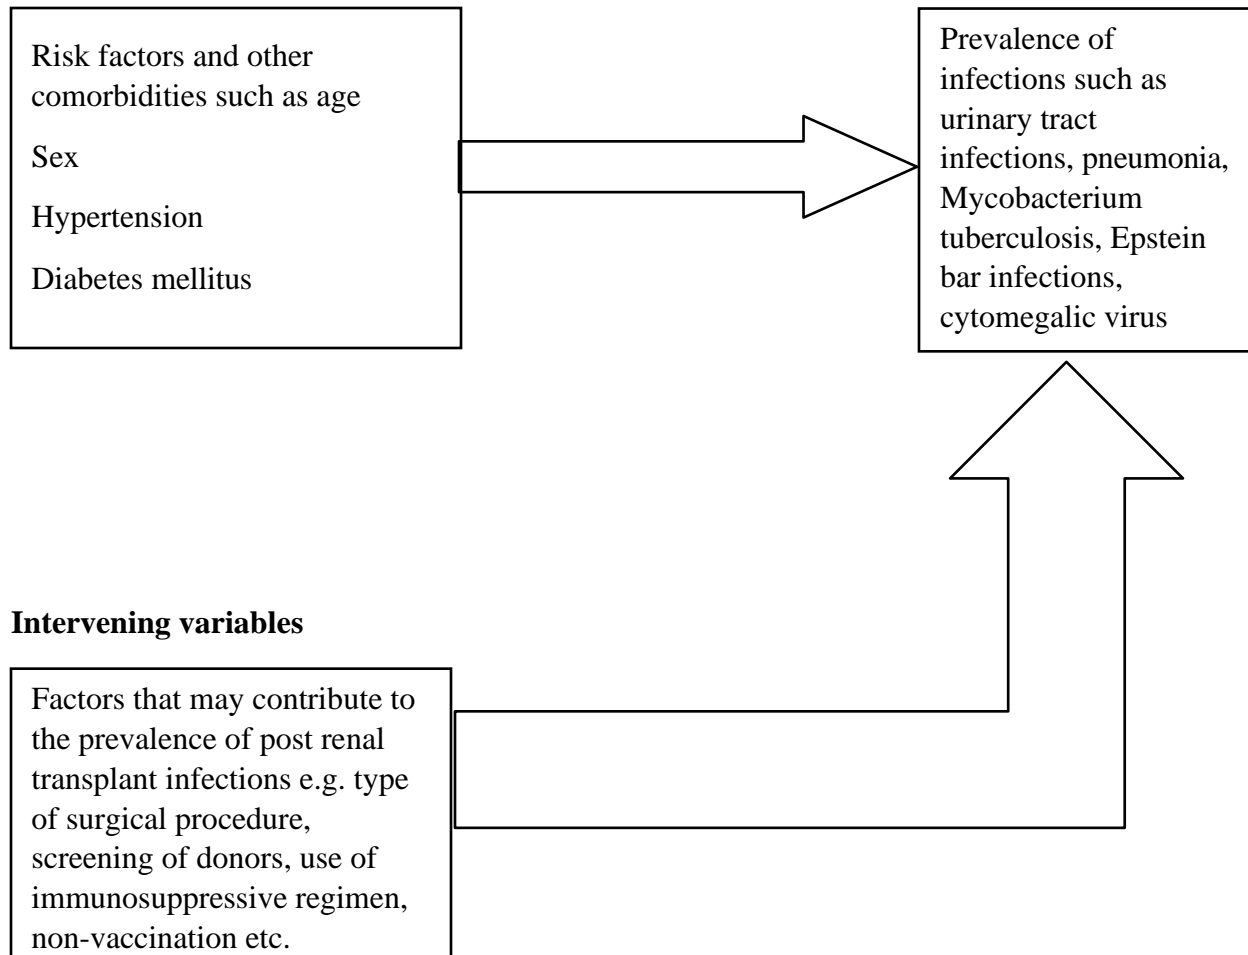 Risk factors and other
comorbidities such as age
Sex
Hypertension
Diabetes mellitus
Prevalence of
infections such as
urinary tract
infections, pneumonia,
Mycobacterium
tuberculosis, Epstein
bar infections,
cytomegalic virus
Intervening variables
Factors that may contribute to
the prevalence of post renal
transplant infections e.g. type
of surgical procedure,
screening of donors, use of
immunosuppressive regimen,
non-vaccination etc.